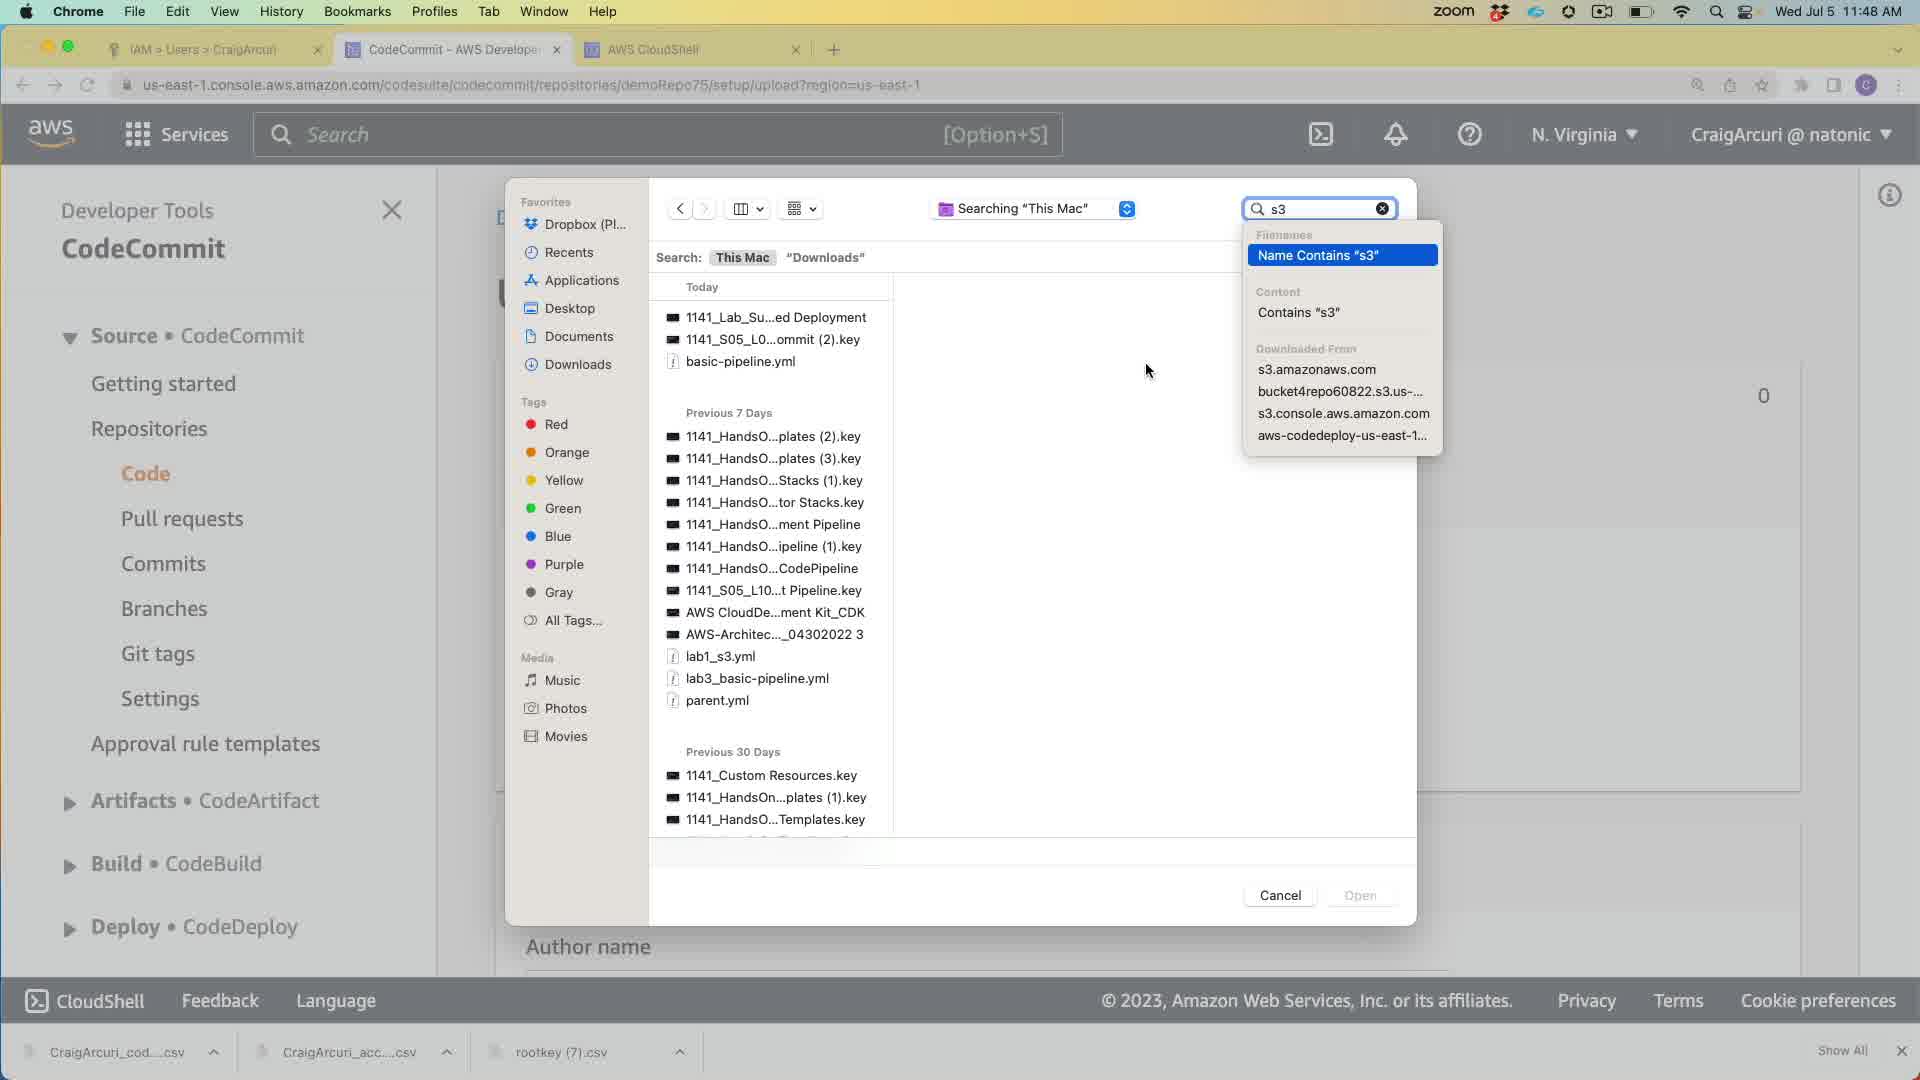 Chrome File Edit View History Bookmarks Profiles Tab Window Help zoom Wed Jul 5 11:48 AM
IAM > Users > CraigArcuri CodeCommit - AWS Develope AWS CloudShell
us-east-1.console.aws.amazon.com/codesuite/codecommit/repositories/demoRepo75/setup/upload?region=us-east-1
aws Services Search [Option+S] N. Virginia CraigArcuri @ natonic
Developer Tools
CodeCommit
Source • CodeCommit
Getting started
Repositories
Code
Pull requests
Commits
Branches
Git tags
Settings
Approval rule templates
Artifacts • CodeArtifact
Build • CodeBuild
Deploy • CodeDeploy
Favorites
Dropbox (Pl...
Recents
Applications
Desktop
Documents
Downloads
Tags
Red
Orange
Yellow
Green
Blue
Purple
Gray
All Tags...
Media
Music
Photos
Movies
Searching “This Mac”
s3
Search: This Mac “Downloads”
Today
1141_Lab_Su...ed Deployment
1141_S05_L0...ommit (2).key
basic-pipeline.yml
Previous 7 Days
1141_HandsO...plates (2).key
1141_HandsO...plates (3).key
1141_HandsO...Stacks (1).key
1141_HandsO...tor Stacks.key
1141_HandsO...ment Pipeline
1141_HandsO...ipeline (1).key
1141_HandsO...CodePipeline
1141_S05_L10...t Pipeline.key
AWS CloudDe...ment Kit_CDK
AWS-Architec..._04302022 3
lab1_s3.yml
lab3_basic-pipeline.yml
parent.yml
Previous 30 Days
1141_Custom Resources.key
1141_HandsOn...plates (1).key
1141_HandsO...Templates.key
Filenames
Name Contains “s3”
Content
Contains “s3”
Downloaded From
s3.amazonaws.com
bucket4repo60822.s3.us-...
s3.console.aws.amazon.com
aws-codedeploy-us-east-1...
0
Cancel Open
Author name
CloudShell Feedback Language © 2023, Amazon Web Services, Inc. or its affiliates. Privacy Terms Cookie preferences
CraigArcuri_cod....csv CraigArcuri_acc....csv rootkey (7).csv Show All